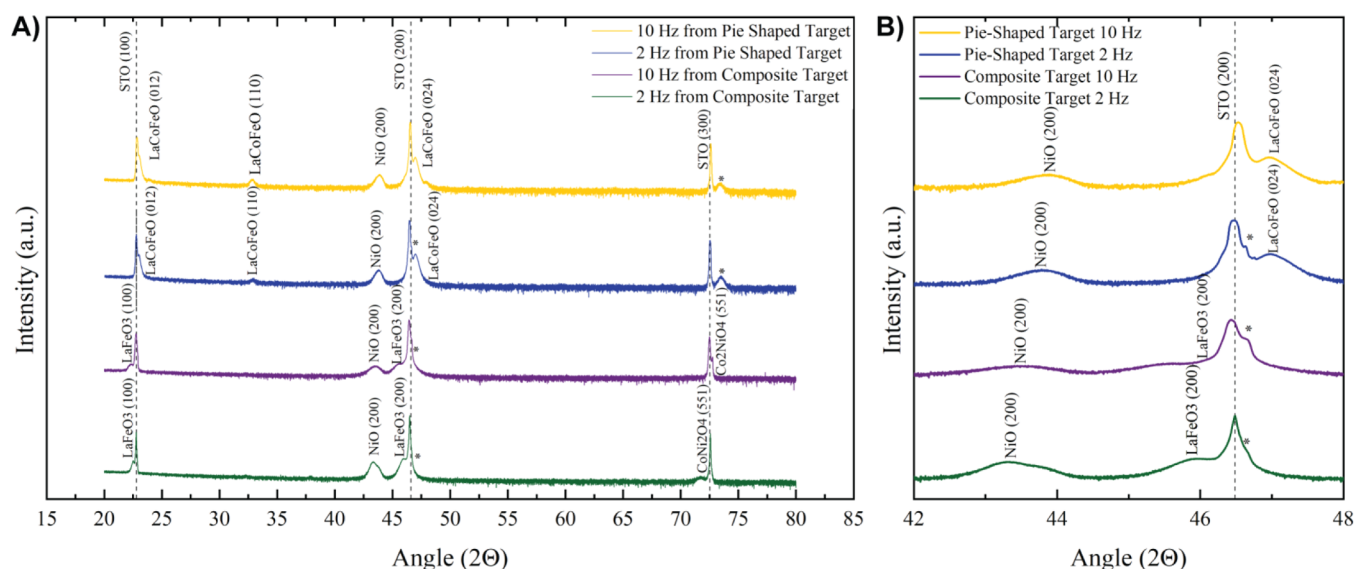 A)
10 Hz from Pie Shaped Target
2 Hz from Pie Shaped Target
10 Hz from Composite Target
2 Hz from Composite Target
STO (100)
STO (200)
STO (300)
LaCoFeO (012)
LaCoFeO (110)
NiO (200)
LaCoFeO (024)
*
LaCoFeO (012)
LaCoFeO (110)
NiO (200)
*
LaCoFeO (024)
*
LaFeO3 (100)
NiO (200)
LaFeO3 (200)
*
Co2NiO4 (551)
LaFeO3 (100)
NiO (200)
LaFeO3 (200)
*
CoNi2O4 (551)
Intensity (a.u.)
15 20 25 30 35 40 45 50 55 60 65 70 75 80 85
Angle (2Θ)
B)
Pie-Shaped Target 10 Hz
Pie-Shaped Target 2 Hz
Composite Target 10 Hz
Composite Target 2 Hz
STO (200)
NiO (200)
LaCoFeO (024)
NiO (200)
*
LaCoFeO (024)
NiO (200)
LaFeO3 (200)
*
NiO (200)
LaFeO3 (200)
*
Intensity (a.u.)
42 44 46 48
Angle (2Θ)